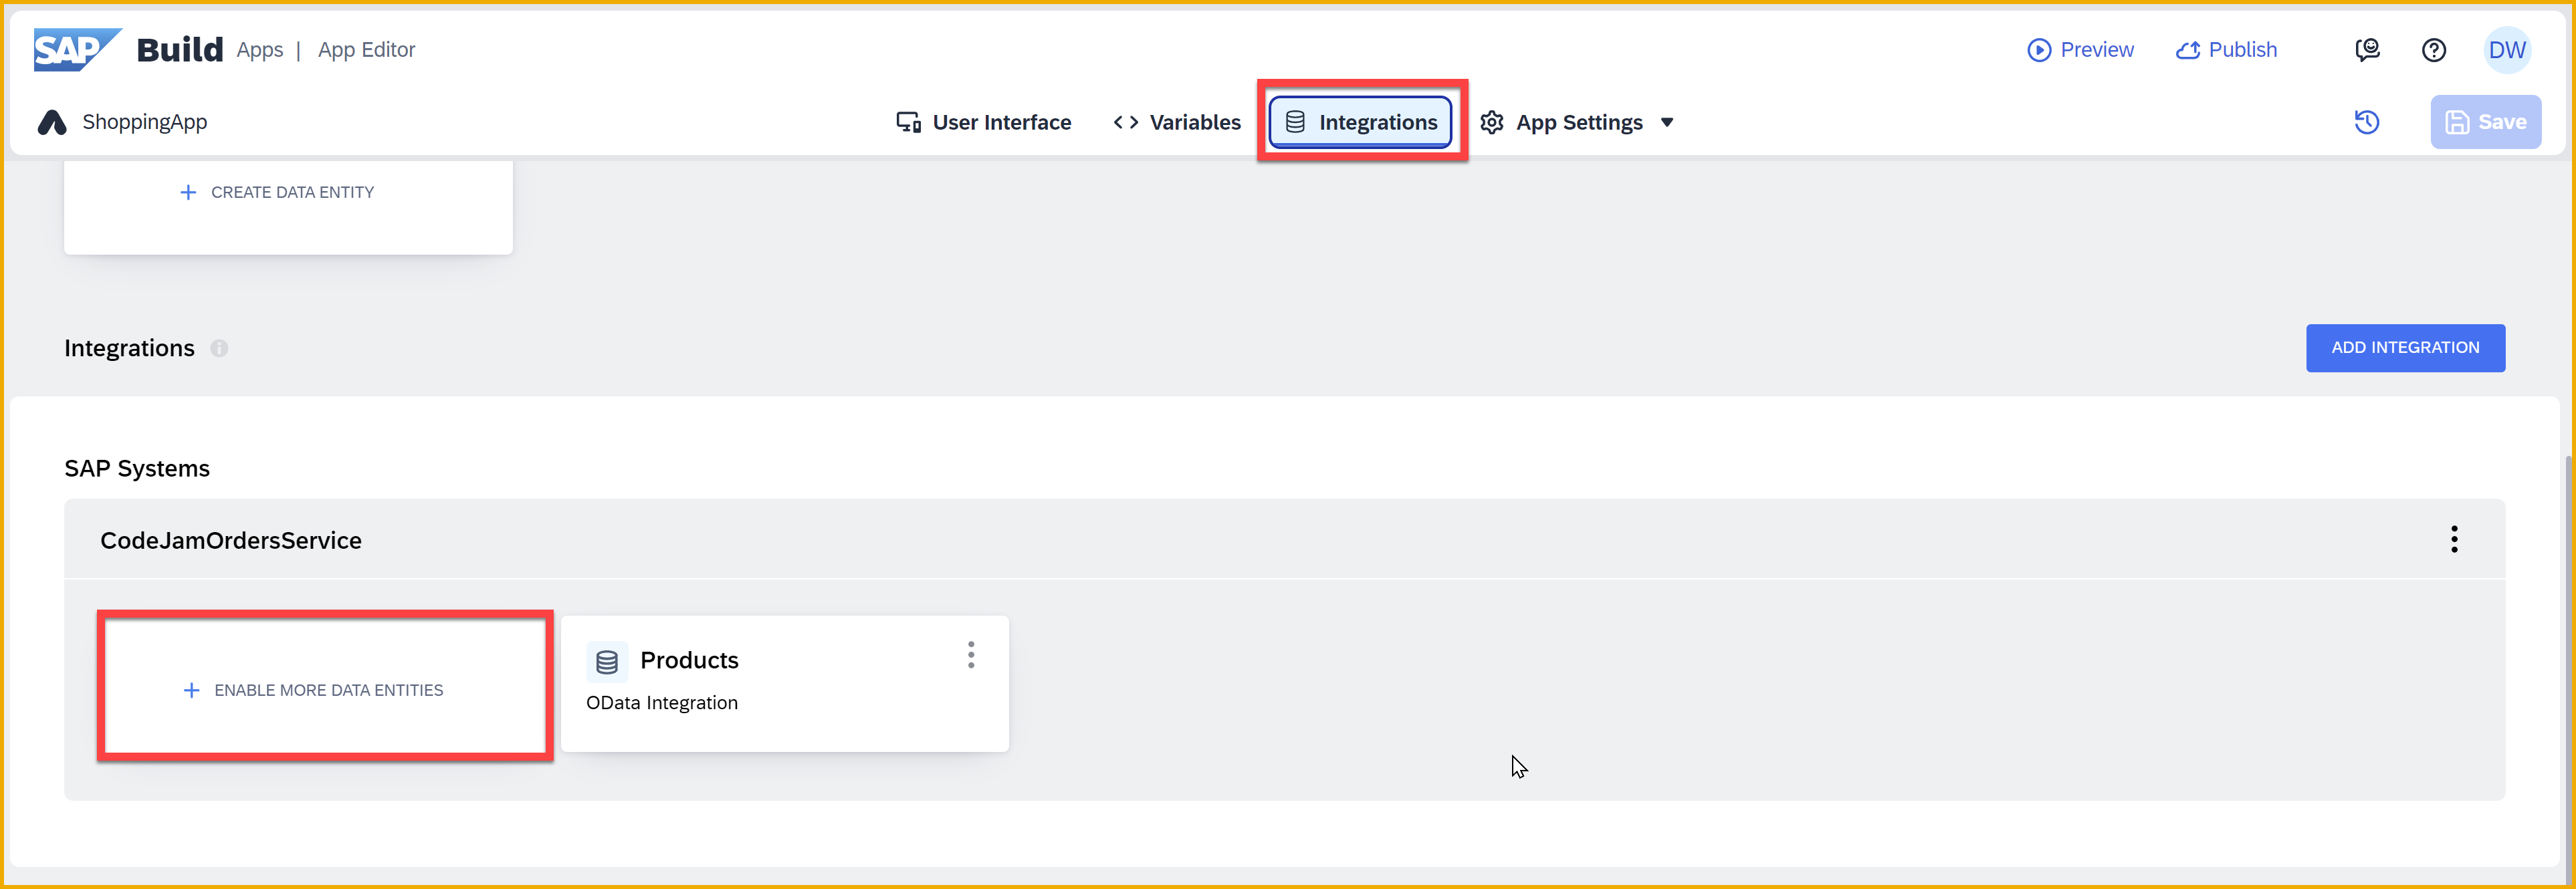 SAP Build Apps | App Editor Preview Publish DW
ShoppingApp User Interface Variables Integrations App Settings Save
+ CREATE DATA ENTITY
Integrations ADD INTEGRATION
SAP Systems
CodeJamOrdersService
+ ENABLE MORE DATA ENTITIES
Products
OData Integration